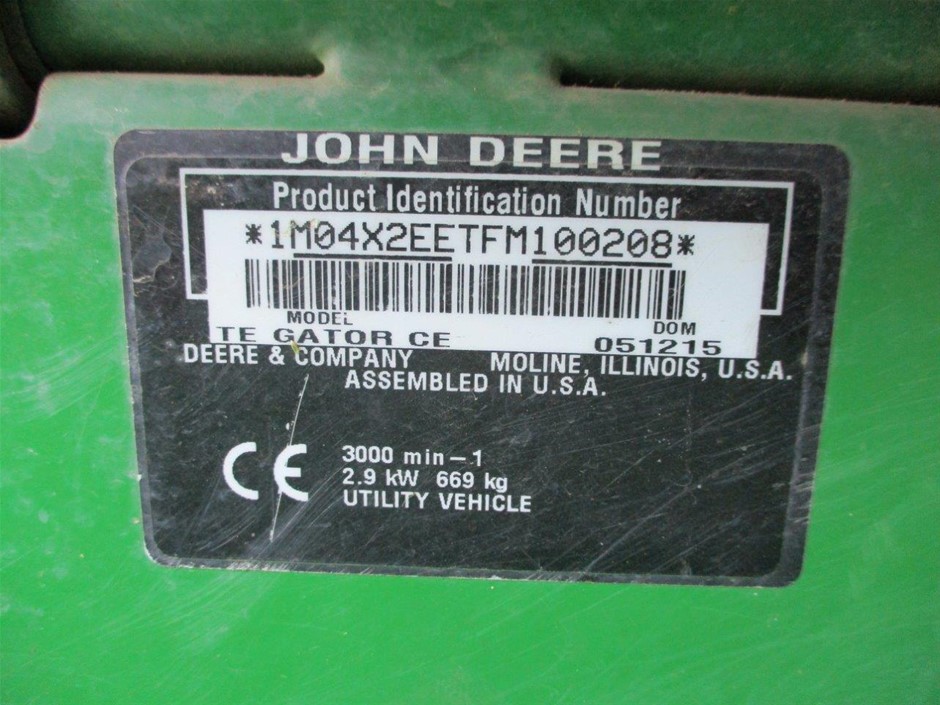 JOHN DEERE
Product Identification Number
*1M04X2EETFM100208*
MODEL DOM
TE GATOR CE 051215
DEERE & COMPANY MOLINE, ILLINOIS, U.S.A.
ASSEMBLED IN U.S.A.
CE
3000 min-1
2.9 kW 669 kg
UTILITY VEHICLE